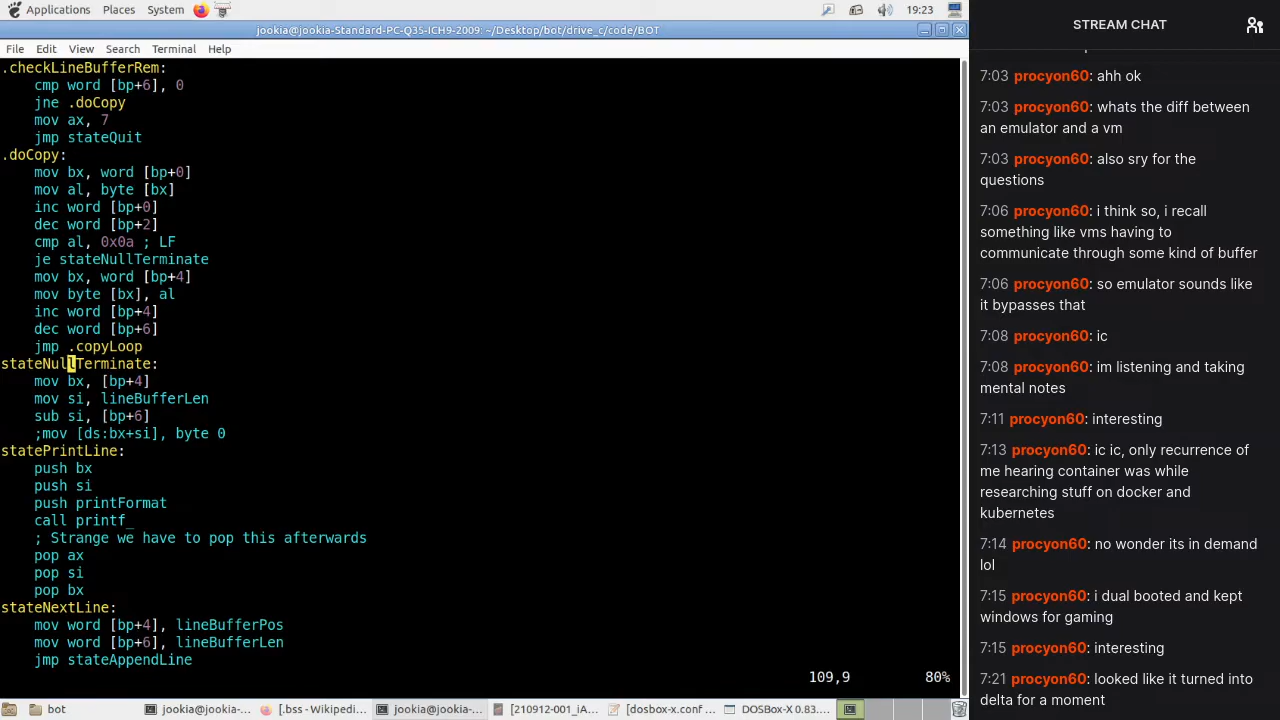 Applications Places System 19:23
jookia@jookia-Standard-PC-Q35-ICH9-2009: ~/Desktop/bot/drive_c/code/BOT
File Edit View Search Terminal Help
.checkLineBufferRem:
cmp word [bp+6], 0
jne .doCopy
mov ax, 7
jmp stateQuit
.doCopy:
mov bx, word [bp+0]
mov al, byte [bx]
inc word [bp+0]
dec word [bp+2]
cmp al, 0x0a ; LF
je stateNullTerminate
mov bx, word [bp+4]
mov byte [bx], al
inc word [bp+4]
dec word [bp+6]
jmp .copyLoop
stateNullTerminate:
mov bx, [bp+4]
mov si, lineBufferLen
sub si, [bp+6]
;mov [ds:bx+si], byte 0
statePrintLine:
push bx
push si
push printFormat
call printf_
; Strange we have to pop this afterwards
pop ax
pop si
pop bx
stateNextLine:
mov word [bp+4], lineBufferPos
mov word [bp+6], lineBufferLen
jmp stateAppendLine
109,9 80%
bot jookia@jookia-... [.bss - Wikipedi... jookia@jookia-... [210912-001_iA... [dosbox-x.conf ... DOSBox-X 0.83....
STREAM CHAT
7:03 procyon60: ahh ok
7:03 procyon60: whats the diff between
an emulator and a vm
7:03 procyon60: also sry for the
questions
7:06 procyon60: i think so, i recall
something like vms having to
communicate through some kind of buffer
7:06 procyon60: so emulator sounds like
it bypasses that
7:08 procyon60: ic
7:08 procyon60: im listening and taking
mental notes
7:11 procyon60: interesting
7:13 procyon60: ic ic, only recurrence of
me hearing container was while
researching stuff on docker and
kubernetes
7:14 procyon60: no wonder its in demand
lol
7:15 procyon60: i dual booted and kept
windows for gaming
7:15 procyon60: interesting
7:21 procyon60: looked like it turned into
delta for a moment